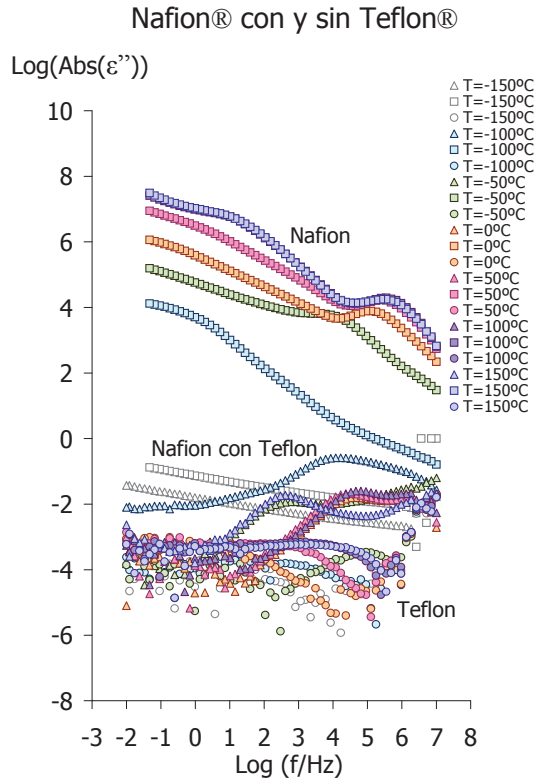 Nafion® con y sin Teflon®
Log(Abs(ε’’))
T=-150ºC
T=-150ºC
T=-150ºC
T=-100ºC
T=-100ºC
T=-100ºC
T=-50ºC
T=-50ºC
T=-50ºC
T=0ºC
T=0ºC
T=0ºC
T=50ºC
T=50ºC
T=50ºC
T=100ºC
T=100ºC
T=100ºC
T=150ºC
T=150ºC
T=150ºC
10
8
6
4
2
0
-2
-4
-6
-8
Nafion
Nafion con Teflon
Teflon
-3 -2 -1 0 1 2 3 4 5 6 7
Log (f/Hz)